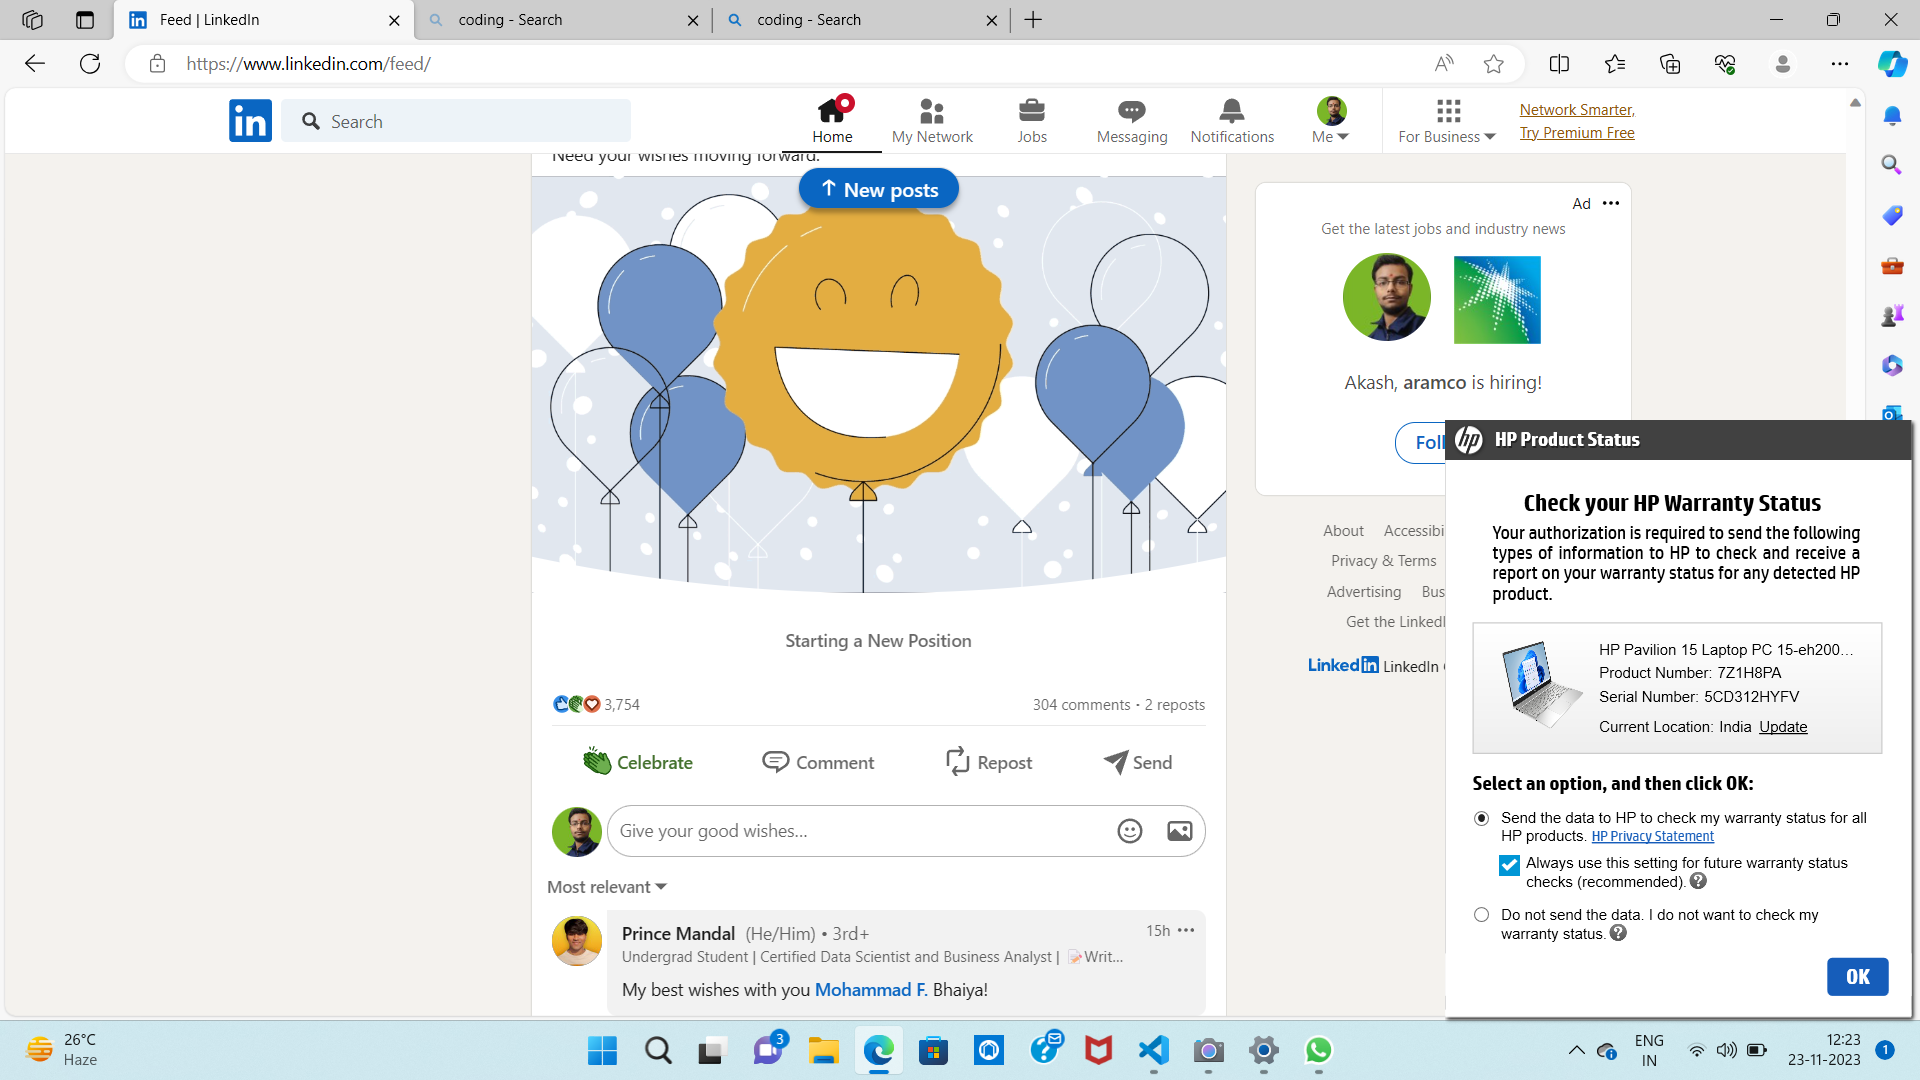 Feed | LinkedIn
coding - Search
coding - Search
https://www.linkedin.com/feed/
in
Search
Home
My Network
Jobs
Messaging
Notifications
Me
For Business
Network Smarter,
Try Premium Free
Need your wishes moving forward.
↑ New posts
Starting a New Position
3,754
304 comments • 2 reposts
Celebrate
Comment
Repost
Send
Give your good wishes...
Most relevant
Prince Mandal (He/Him) • 3rd+
15h
Undergrad Student | Certified Data Scientist and Business Analyst | 📝Writ...
My best wishes with you Mohammad F. Bhaiya!
Ad
Get the latest jobs and industry news
Akash, aramco is hiring!
Foll
About Accessibi
Privacy & Terms
Advertising Bus
Get the LinkedI
LinkedIn LinkedIn
hp HP Product Status
Check your HP Warranty Status
Your authorization is required to send the following
types of information to HP to check and receive a
report on your warranty status for any detected HP
product.
HP Pavilion 15 Laptop PC 15-eh200...
Product Number: 7Z1H8PA
Serial Number: 5CD312HYFV
Current Location: India Update
Select an option, and then click OK:
Send the data to HP to check my warranty status for all
HP products. HP Privacy Statement
Always use this setting for future warranty status
checks (recommended). ?
Do not send the data. I do not want to check my
warranty status. ?
OK
26°C
Haze
3
ENG
IN
12:23
23-11-2023
1